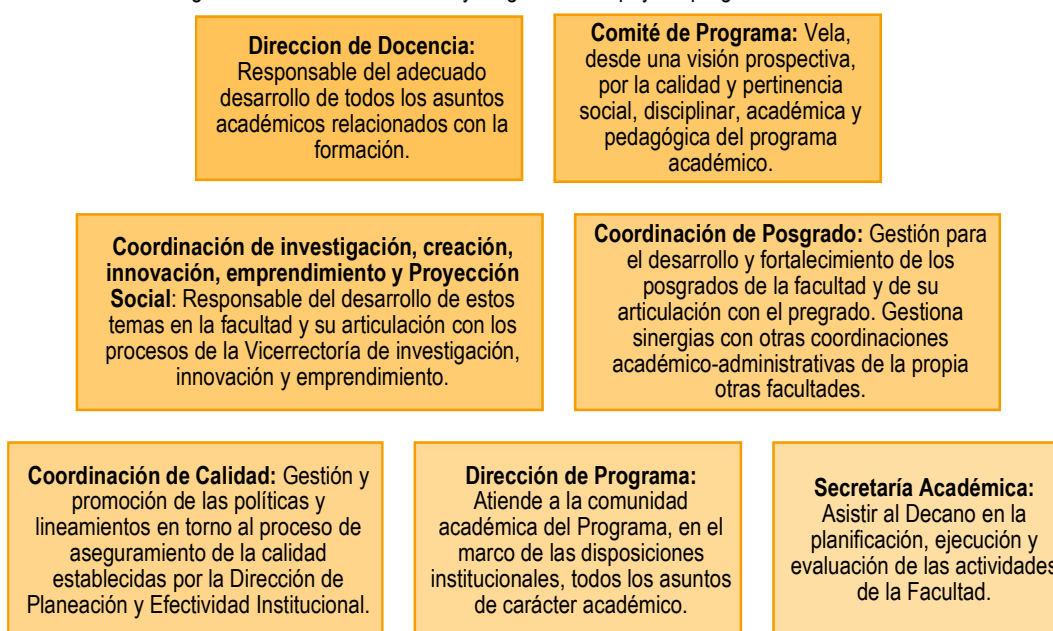 Direccion de Docencia:
Responsable del adecuado
desarrollo de todos los asuntos
académicos relacionados con la
formación.
Comité de Programa: Vela,
desde una visión prospectiva,
por la calidad y pertinencia
social, disciplinar, académica y
pedagógica del programa
académico.
Coordinación de investigación, creación,
innovación, emprendimiento y Proyección
Social: Responsable del desarrollo de estos
temas en la facultad y su articulación con los
procesos de la Vicerrectoría de investigación,
innovación y emprendimiento.
Coordinación de Posgrado: Gestión para
el desarrollo y fortalecimiento de los
posgrados de la facultad y de su
articulación con el pregrado. Gestiona
sinergias con otras coordinaciones
académico-administrativas de la propia
otras facultades.
Coordinación de Calidad: Gestión y
promoción de las políticas y
lineamientos en torno al proceso de
aseguramiento de la calidad
establecidas por la Dirección de
Planeación y Efectividad Institucional.
Dirección de Programa:
Atiende a la comunidad
académica del Programa, en el
marco de las disposiciones
institucionales, todos los asuntos
de carácter académico.
Secretaría Académica:
Asistir al Decano en la
planificación, ejecución y
evaluación de las actividades
de la Facultad.